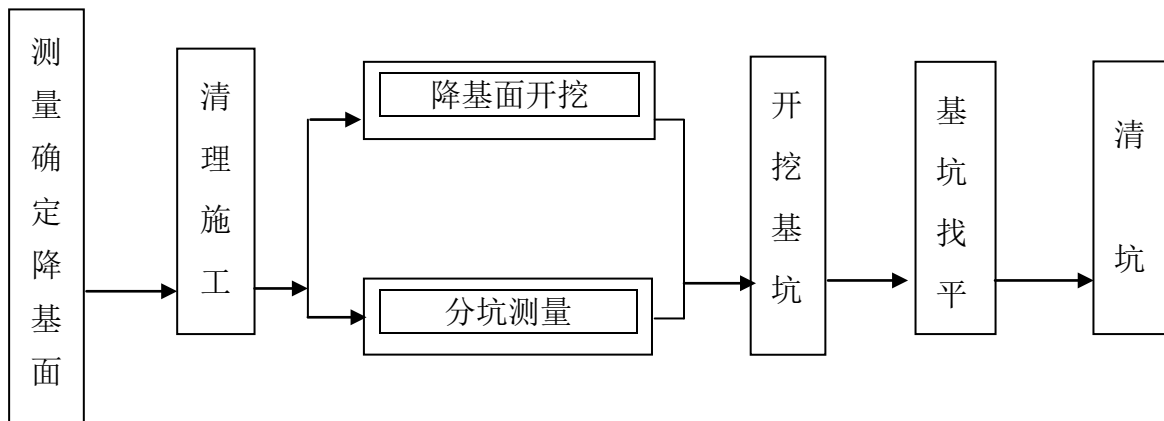 测量确定降基面
清理施工
降基面开挖
分坑测量
开挖基坑
基坑找平
清坑